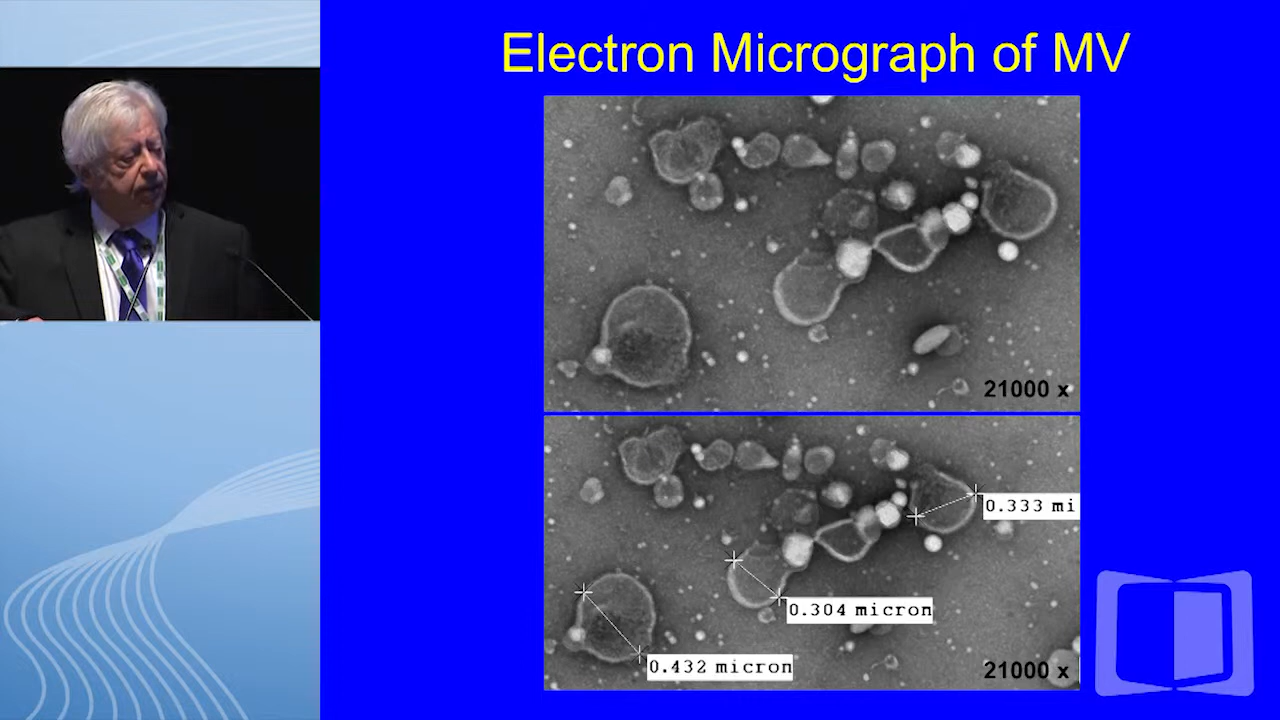 Electron Micrograph of MV
21000 x
0.333 mi
0.304 micron
0.432 micron
21000 x